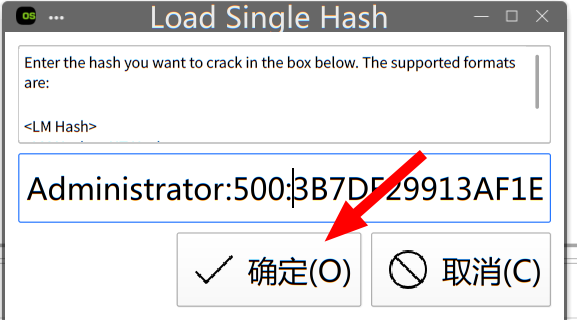 OS
Load Single Hash
Enter the hash you want to crack in the box below. The supported formats
are:
<LM Hash>
Administrator:500:3B7DF29913AF1E
确定(O)
取消(C)